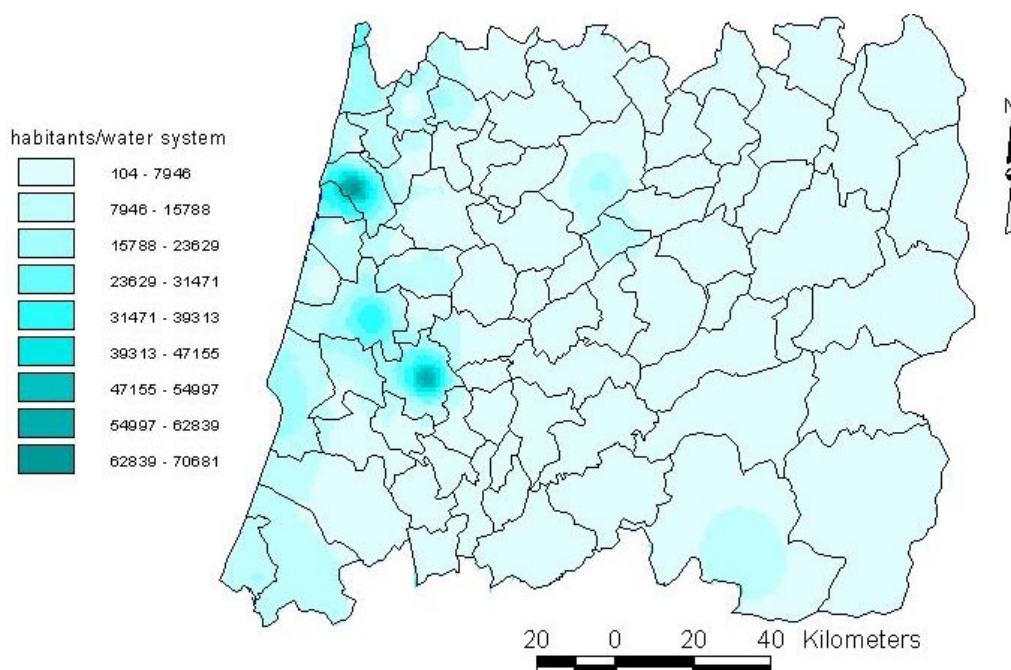 habitants/water system
104 - 7946
7946 - 15788
15788 - 23629
23629 - 31471
31471 - 39313
39313 - 47155
47155 - 54997
54997 - 62839
62839 - 70681
N
20 0 20 40 Kilometers